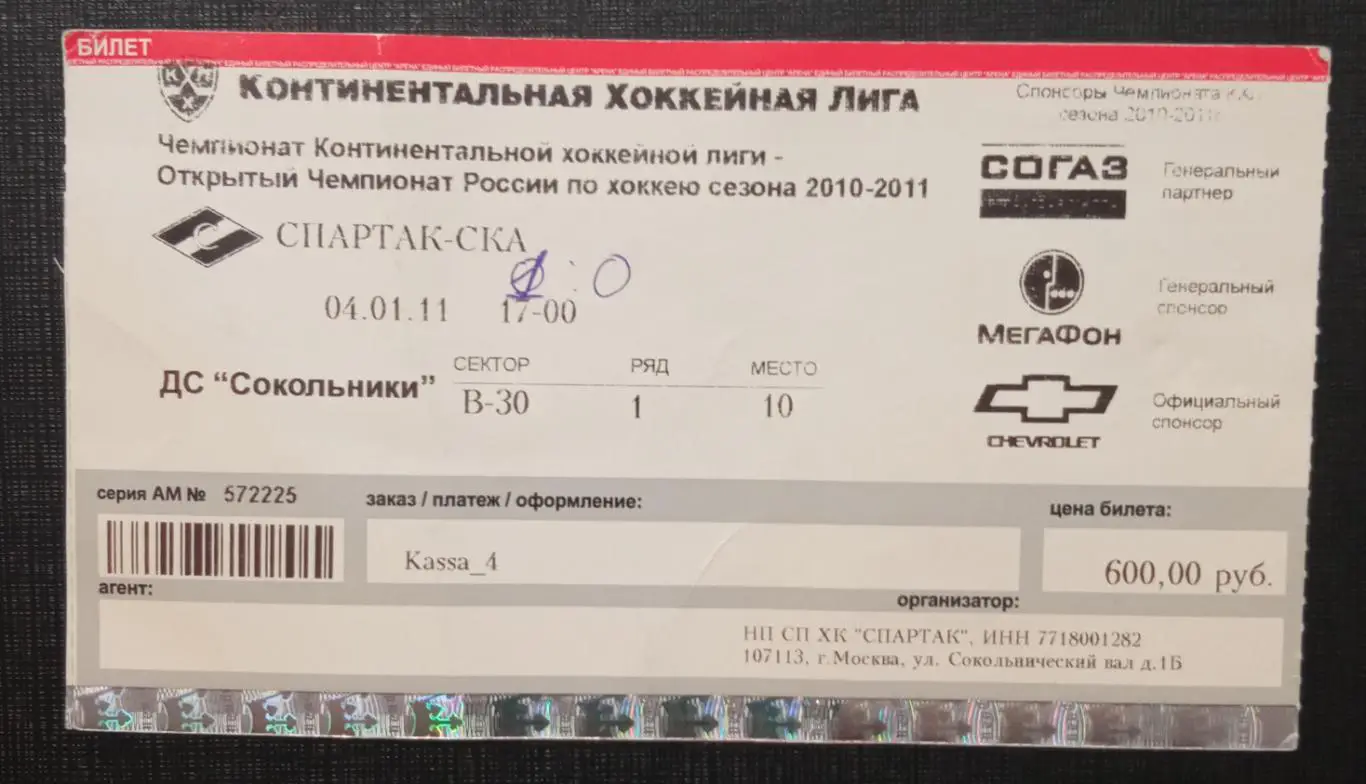 БИЛЕТ
КХЛ
КОНТИНЕНТАЛЬНАЯ ХОККЕЙНАЯ ЛИГА
Спонсоры Чемпионата КХЛ
сезона 2010-2011г
Чемпионат Континентальной хоккейной лиги -
Открытый Чемпионат России по хоккею сезона 2010-2011
СОГАЗ
Генеральный
партнер
С
СПАРТАК-СКА
1:0
04.01.11 17-00
МЕГАФОН
Генеральный
спонсор
ДС "Сокольники"
СЕКТОР РЯД МЕСТО
В-30 1 10
CHEVROLET
Официальный
спонсор
серия АМ № 572225
заказ / платеж / оформление:
цена билета:
Kassa_4
600,00 руб.
агент:
организатор:
НП СП ХК "СПАРТАК", ИНН 7718001282
107113, г.Москва, ул. Сокольнический вал д.1Б